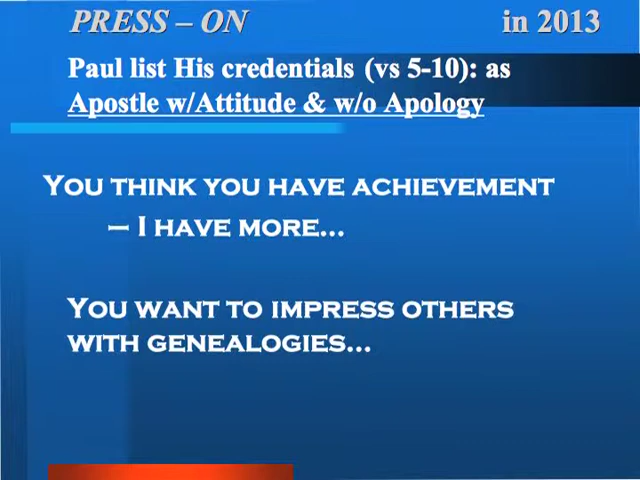 PRESS – ON in 2013
Paul list His credentials (vs 5-10): as
Apostle w/Attitude & w/o Apology
You think you have achievement
– I have more...
You want to impress others
with genealogies...